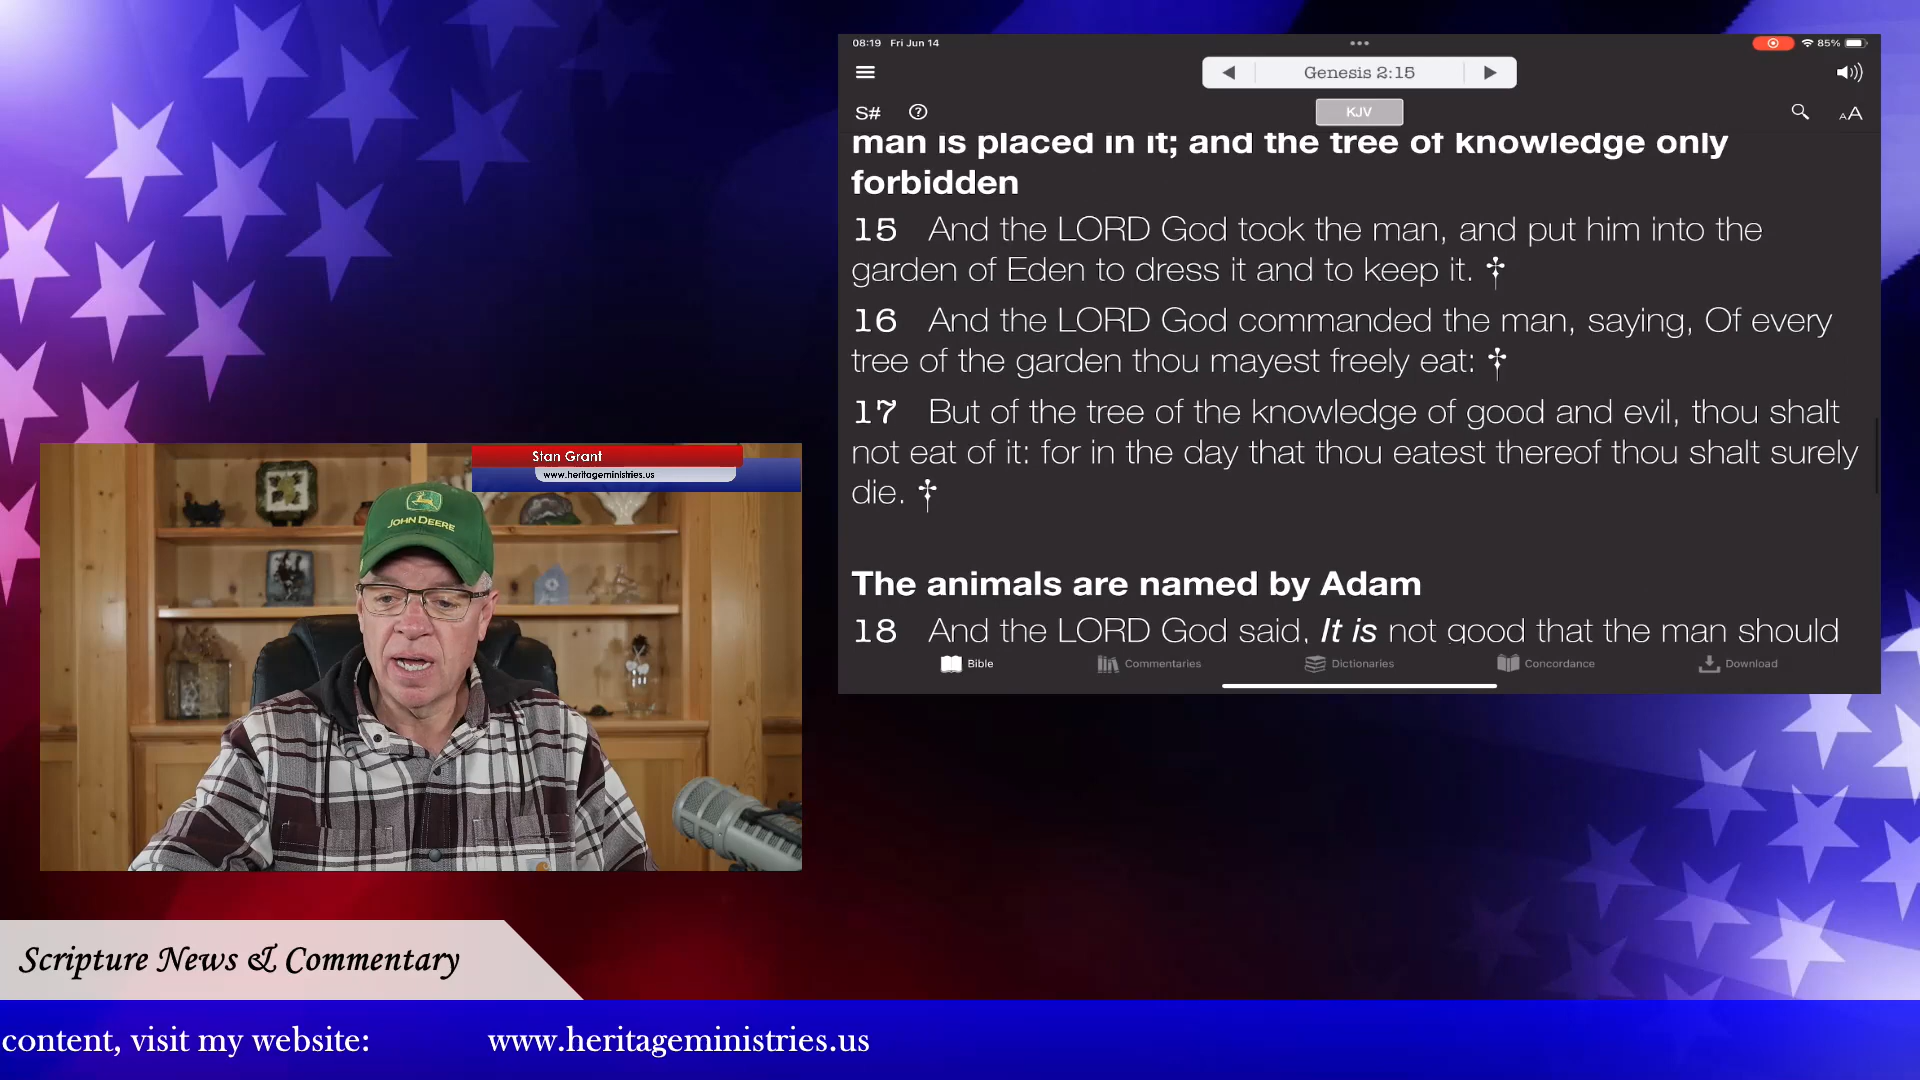 08:19 Fri Jun 14
85%
Genesis 2:15
S#
KJV
AA
man is placed in it; and the tree of knowledge only
forbidden
15 And the LORD God took the man, and put him into the
garden of Eden to dress it and to keep it. †
16 And the LORD God commanded the man, saying, Of every
tree of the garden thou mayest freely eat: †
17 But of the tree of the knowledge of good and evil, thou shalt
not eat of it: for in the day that thou eatest thereof thou shalt surely
die. †
The animals are named by Adam
18 And the LORD God said, It is not good that the man should
Bible Commentaries Dictionaries Concordance Download
Stan Grant
www.heritageministries.us
JOHN DEERE
Scripture News & Commentary
content, visit my website: www.heritageministries.us